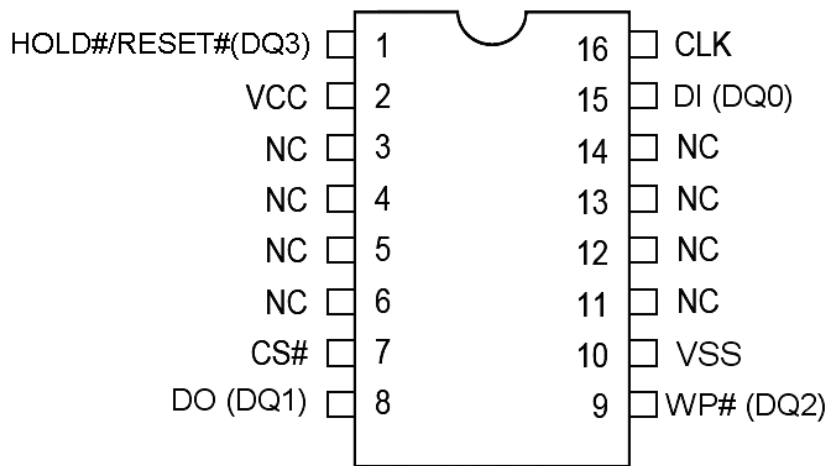 HOLD#/RESET#(DQ3) 1 16 CLK
VCC 2 15 DI (DQ0)
NC 3 14 NC
NC 4 13 NC
NC 5 12 NC
NC 6 11 NC
CS# 7 10 VSS
DO (DQ1) 8 9 WP# (DQ2)